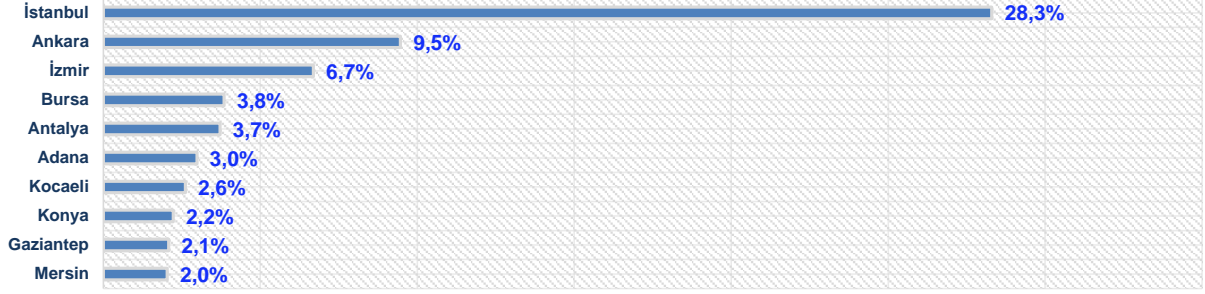 İstanbul 28,3%
Ankara 9,5%
İzmir 6,7%
Bursa 3,8%
Antalya 3,7%
Adana 3,0%
Kocaeli 2,6%
Konya 2,2%
Gaziantep 2,1%
Mersin 2,0%